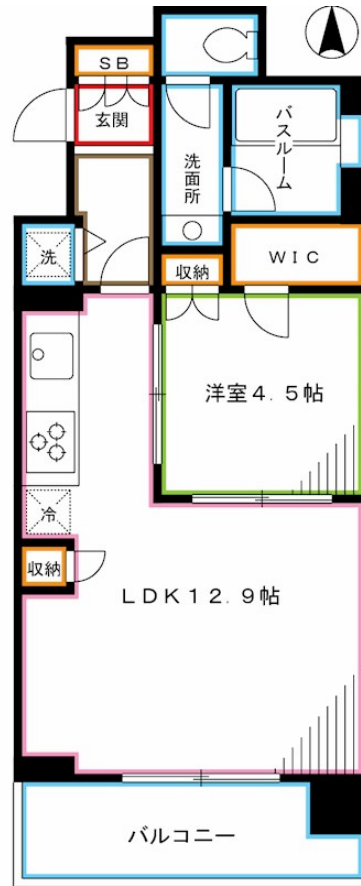 SB
玄関
洗面所
バスルーム
洗
収納
WIC
洋室4.5帖
冷
収納
LDK12.9帖
バルコニー